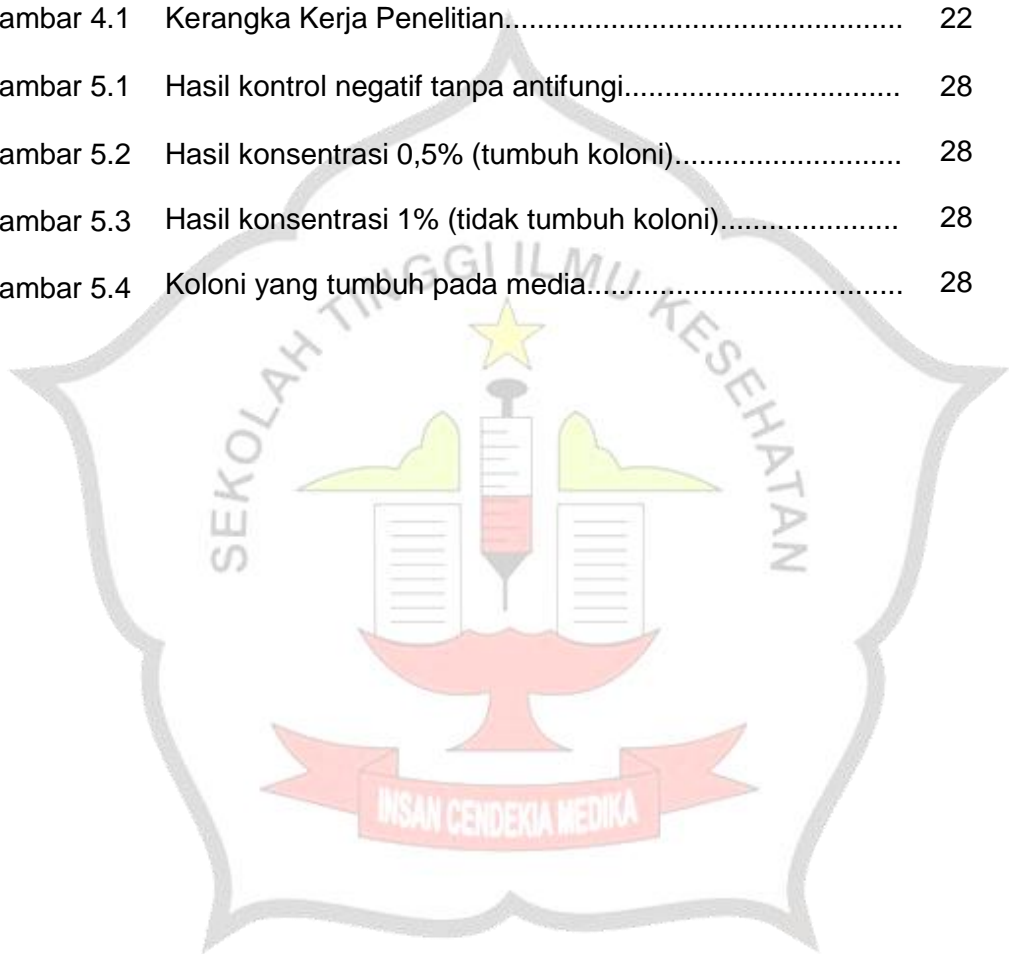 ambar 4.1 Kerangka Kerja Penelitian................................................. 22
ambar 5.1 Hasil kontrol negatif tanpa antifungi.................................. 28
ambar 5.2 Hasil konsentrasi 0,5% (tumbuh koloni)............................ 28
ambar 5.3 Hasil konsentrasi 1% (tidak tumbuh koloni)...................... 28
ambar 5.4 Koloni yang tumbuh pada media....................................... 28
SEKOLAH TINGGI ILMU KESEHATAN
INSAN CENDEKIA MEDIKA